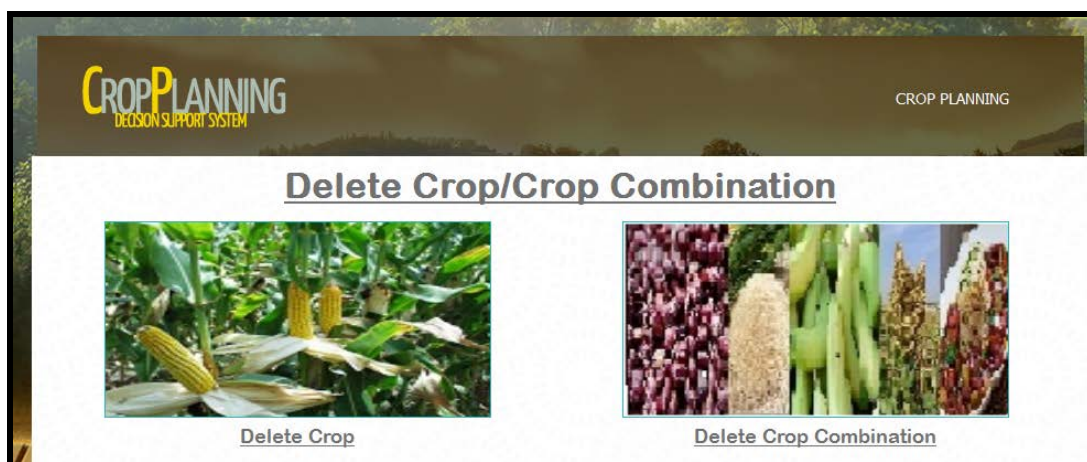 CROPPLANNING
DECISION SUPPORT SYSTEM
CROP PLANNING
Delete Crop/Crop Combination
Delete Crop
Delete Crop Combination